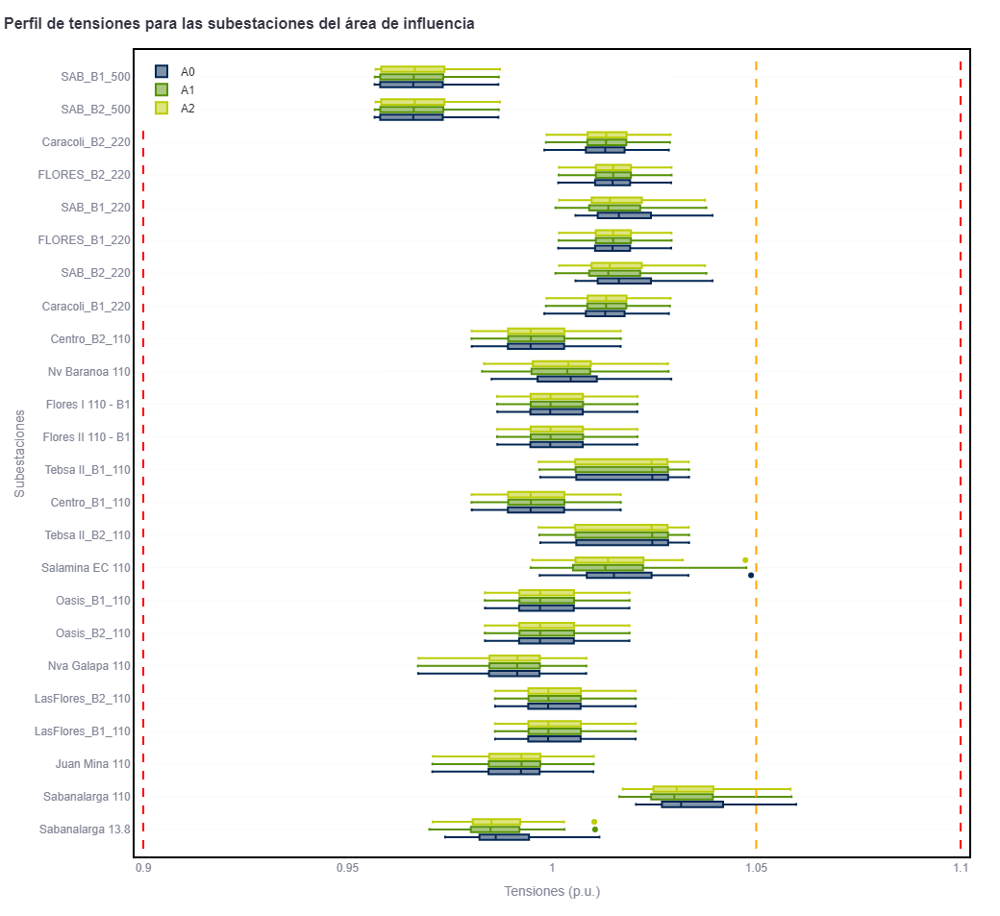 Perfil de tensiones para las subestaciones del área de influencia
A0
A1
A2
SAB_B1_500
SAB_B2_500
Caracoli_B2_220
FLORES_B2_220
SAB_B1_220
FLORES_B1_220
SAB_B2_220
Caracoli_B1_220
Centro_B2_110
Nv Baranoa 110
Flores I 110 - B1
Flores II 110 - B1
Tebsa II_B1_110
Centro_B1_110
Tebsa II_B2_110
Salamina EC 110
Oasis_B1_110
Oasis_B2_110
Nva Galapa 110
LasFlores_B2_110
LasFlores_B1_110
Juan Mina 110
Sabanalarga 110
Sabanalarga 13.8
Subestaciones
0.9
0.95
1
1.05
1.1
Tensiones (p.u.)